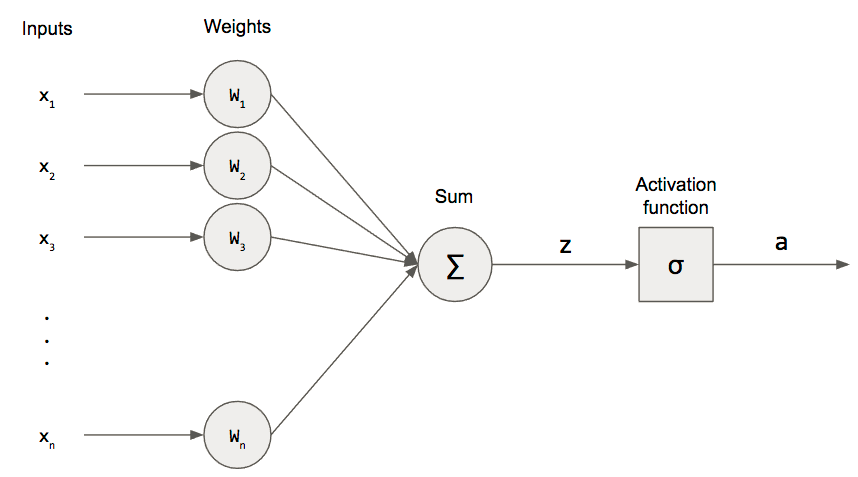 Inputs
Weights
x1
W1
x2
W2
x3
W3
.
.
.
xn
Wn
Sum
Σ
z
Activation
function
σ
a